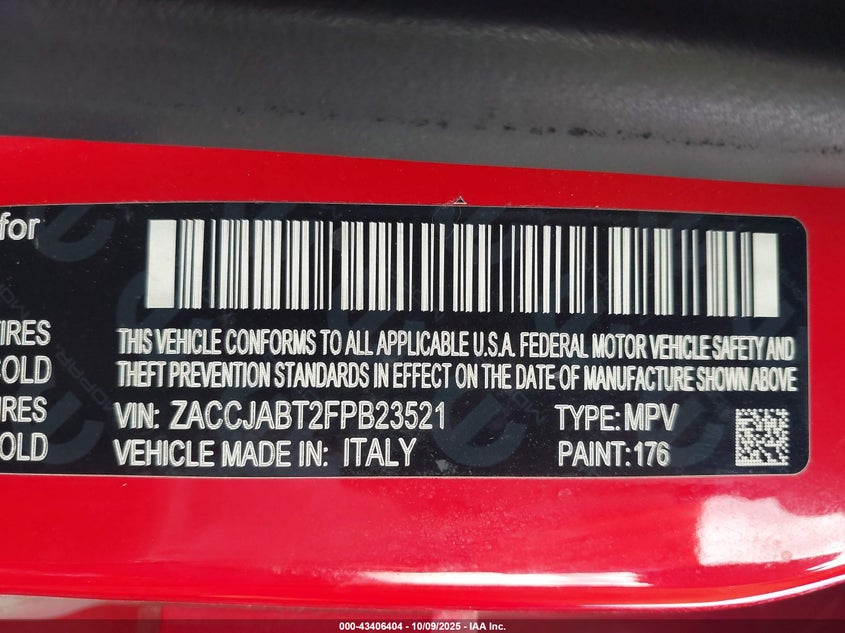 for
THIS VEHICLE CONFORMS TO ALL APPLICABLE U.S.A. FEDERAL MOTOR VEHICLE SAFETY AND
THEFT PREVENTION STANDARDS IN EFFECT ON THE DATE OF MANUFACTURE SHOWN ABOVE
IRES
COLD
VIN: ZACCJABT2FPB23521 TYPE: MPV
IRES
VEHICLE MADE IN: ITALY PAINT: 176
OLD
MOPAR
000-43406404 - 10/09/2025 - IAA Inc.